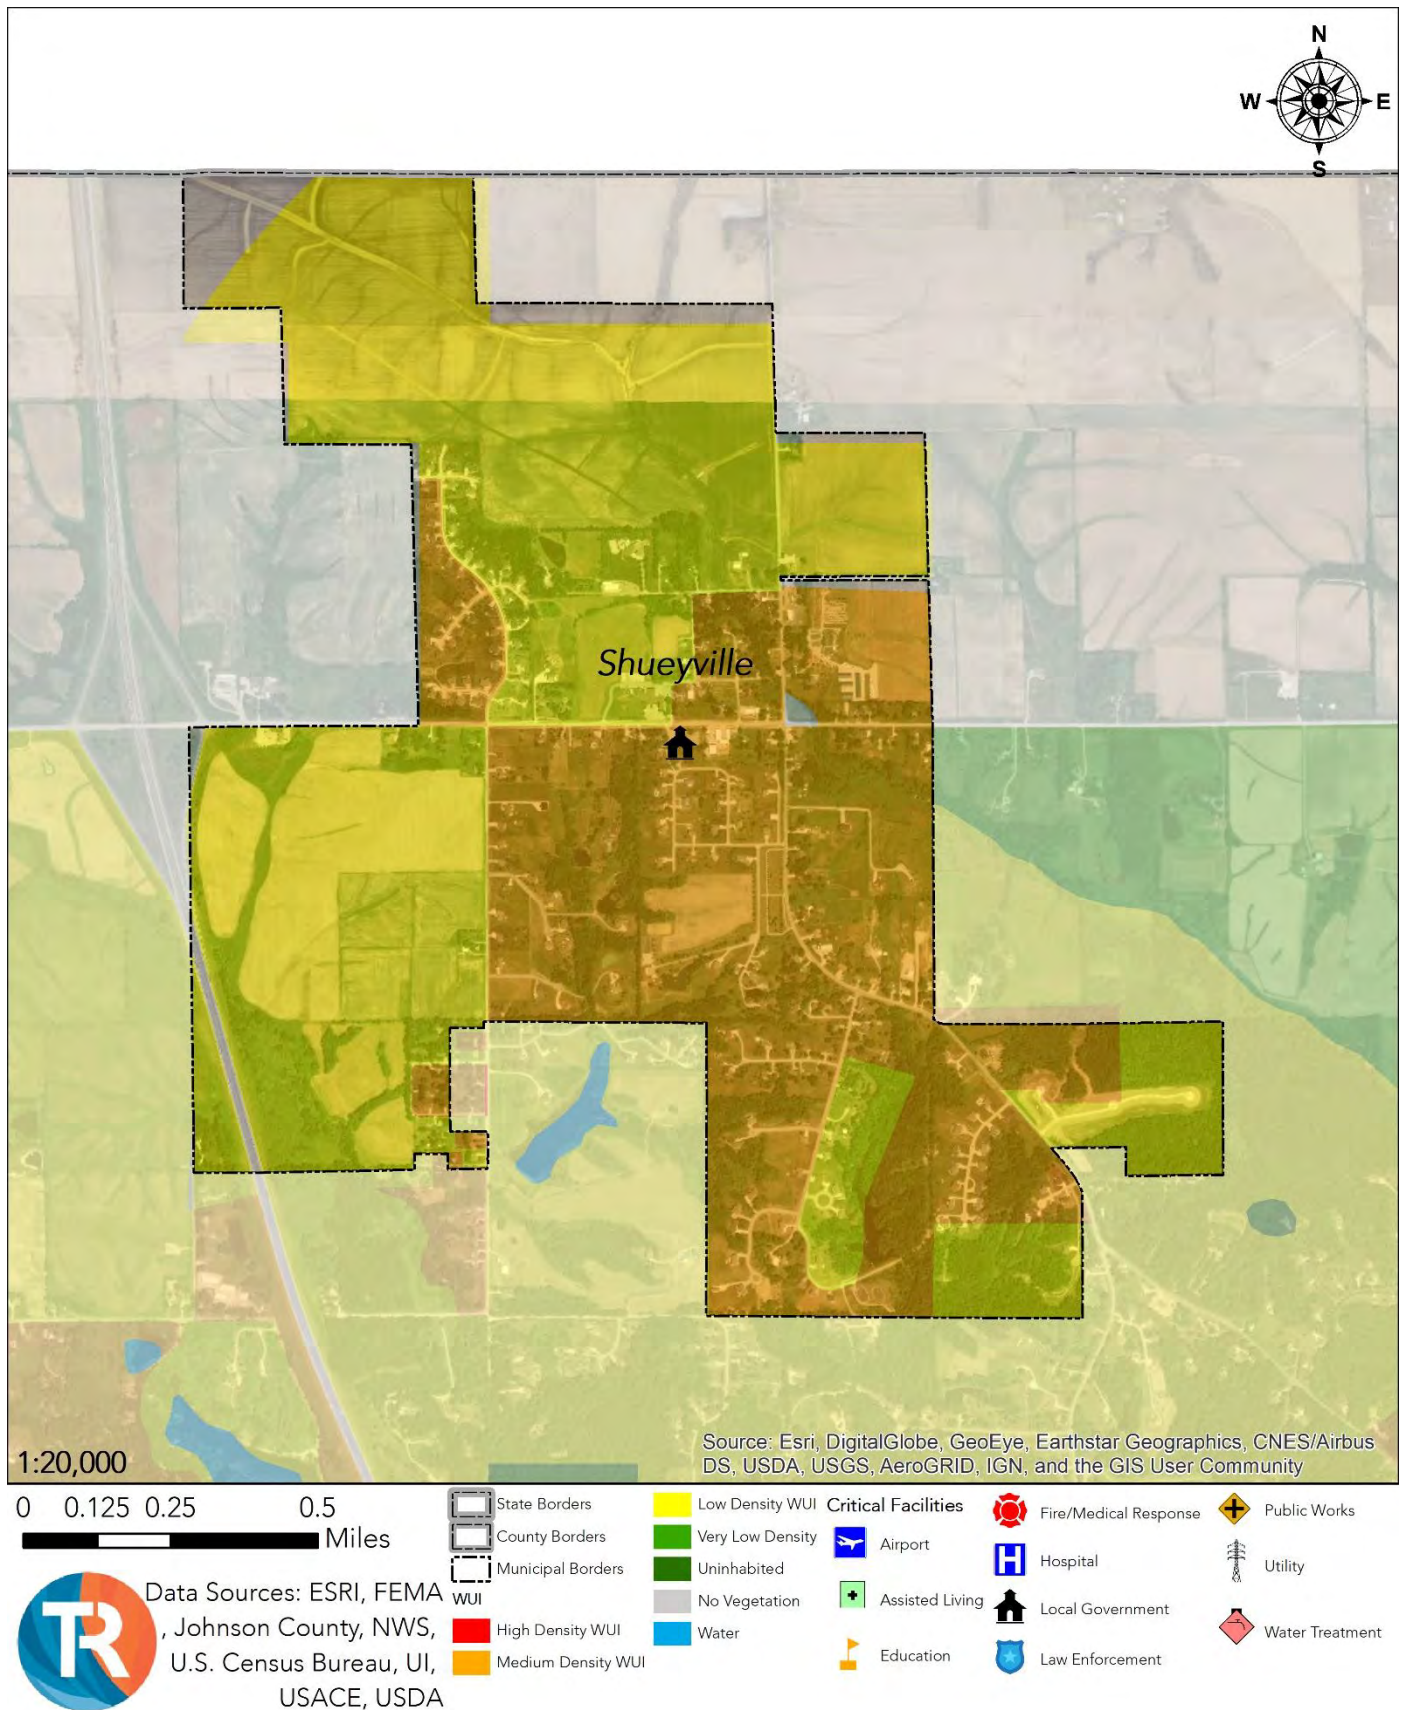 N
W E
S
Shueyville
1:20,000
Source: Esri, DigitalGlobe, GeoEye, Earthstar Geographics, CNES/Airbus
DS, USDA, USGS, AeroGRID, IGN, and the GIS User Community
0 0.125 0.25 0.5
Miles
Data Sources: ESRI, FEMA
, Johnson County, NWS,
U.S. Census Bureau, UI,
USACE, USDA
TR
State Borders
County Borders
Municipal Borders
WUI
High Density WUI
Medium Density WUI
Low Density WUI
Very Low Density
Uninhabited
No Vegetation
Water
Critical Facilities
Airport
Assisted Living
Education
Fire/Medical Response
H Hospital
Local Government
Law Enforcement
Public Works
Utility
Water Treatment